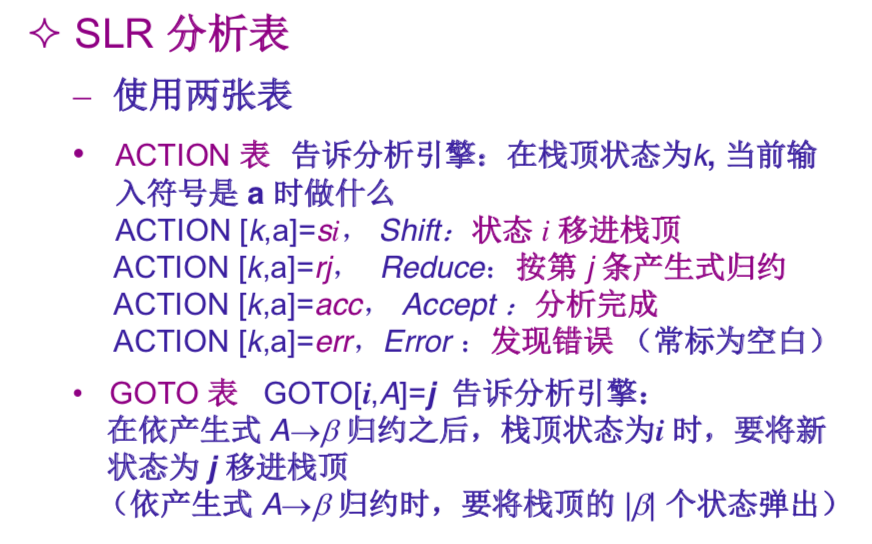 ✧ SLR 分析表
– 使用两张表
• ACTION 表 告诉分析引擎：在栈顶状态为k, 当前输
入符号是 a 时做什么
ACTION [k,a]=si， Shift：状态 i 移进栈顶
ACTION [k,a]=rj， Reduce：按第 j 条产生式归约
ACTION [k,a]=acc， Accept：分析完成
ACTION [k,a]=err，Error：发现错误（常标为空白）
• GOTO 表 GOTO[i,A]=j 告诉分析引擎：
在依产生式 A→β 归约之后，栈顶状态为i 时，要将新
状态为 j 移进栈顶
（依产生式 A→β 归约时，要将栈顶的 |β| 个状态弹出）